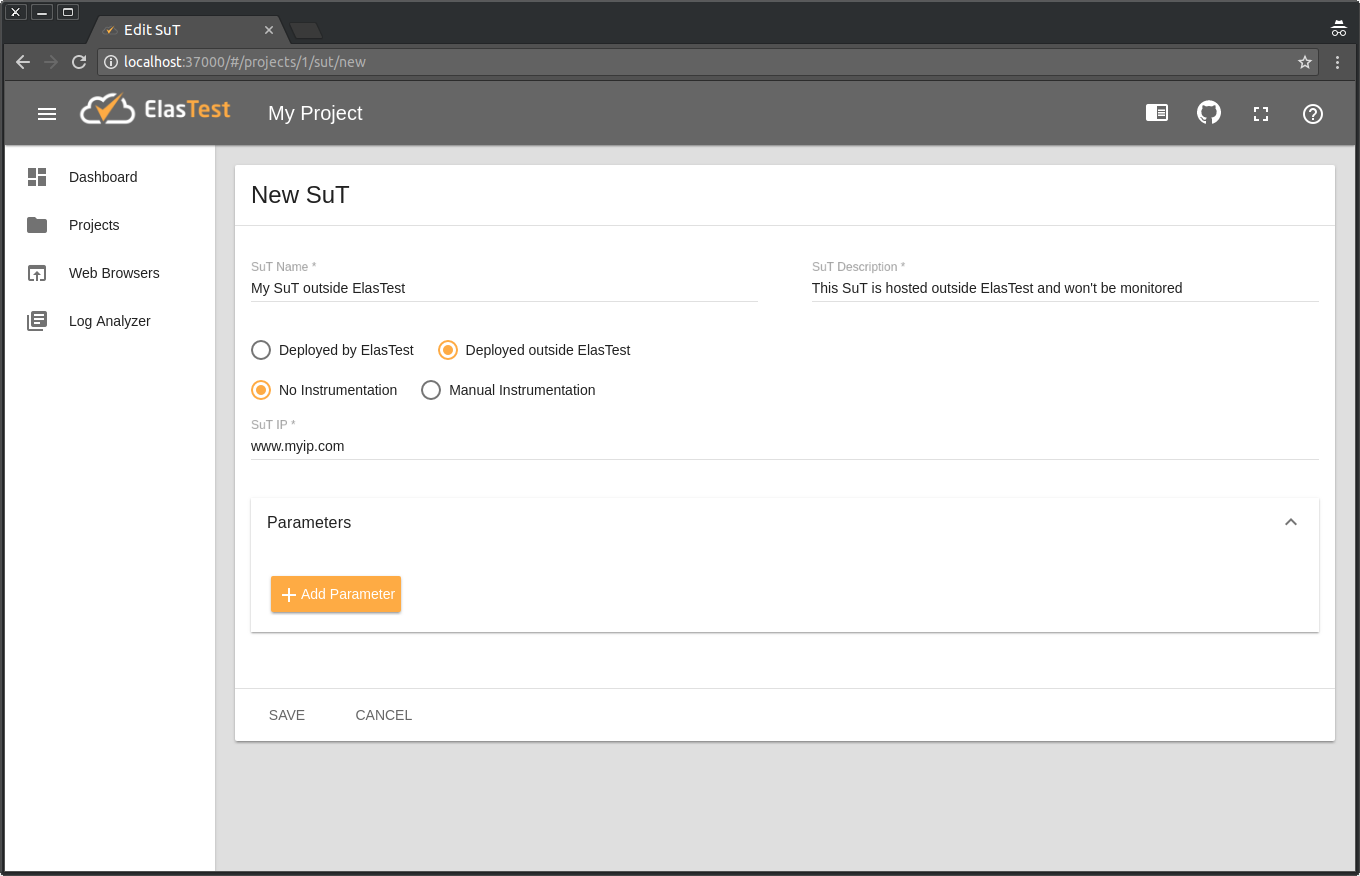 Edit SuT
localhost:37000/#/projects/1/sut/new
ElasTest My Project
Dashboard
Projects
Web Browsers
Log Analyzer
New SuT
SuT Name * SuT Description *
My SuT outside ElasTest This SuT is hosted outside ElasTest and won't be monitored
Deployed by ElasTest Deployed outside ElasTest
No Instrumentation Manual Instrumentation
SuT IP *
www.myip.com
Parameters
Add Parameter
SAVE CANCEL